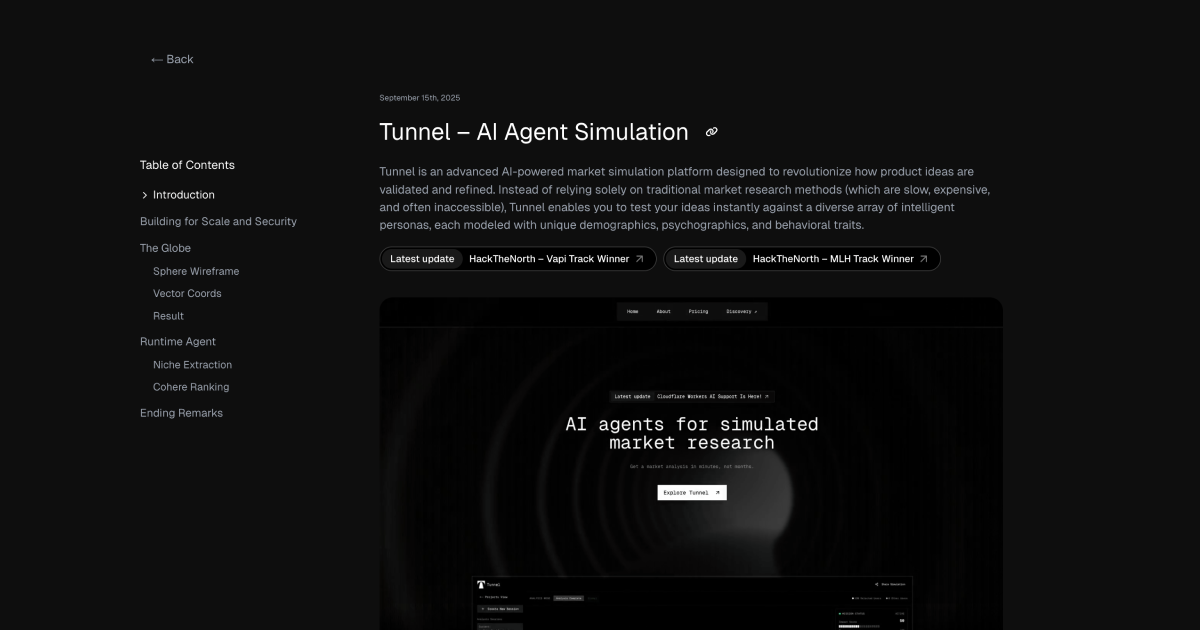 ← Back
September 15th, 2025
Tunnel – AI Agent Simulation
Table of Contents
Introduction
Building for Scale and Security
The Globe
Sphere Wireframe
Vector Coords
Result
Runtime Agent
Niche Extraction
Cohere Ranking
Ending Remarks
Tunnel is an advanced AI-powered market simulation platform designed to revolutionize how product ideas are
validated and refined. Instead of relying solely on traditional market research methods (which are slow, expensive,
and often inaccessible), Tunnel enables you to test your ideas instantly against a diverse array of intelligent
personas, each modeled with unique demographics, psychographics, and behavioral traits.
Latest update HackTheNorth – Vapi Track Winner
Latest update HackTheNorth – MLH Track Winner
Home About Pricing Discovery
Latest update Cloudflare Workers AI Support Is Here!
AI agents for simulated
market research
Get a market analysis in minutes, not months.
Explore Tunnel
Tunnel
Share Simulation
Create New Session